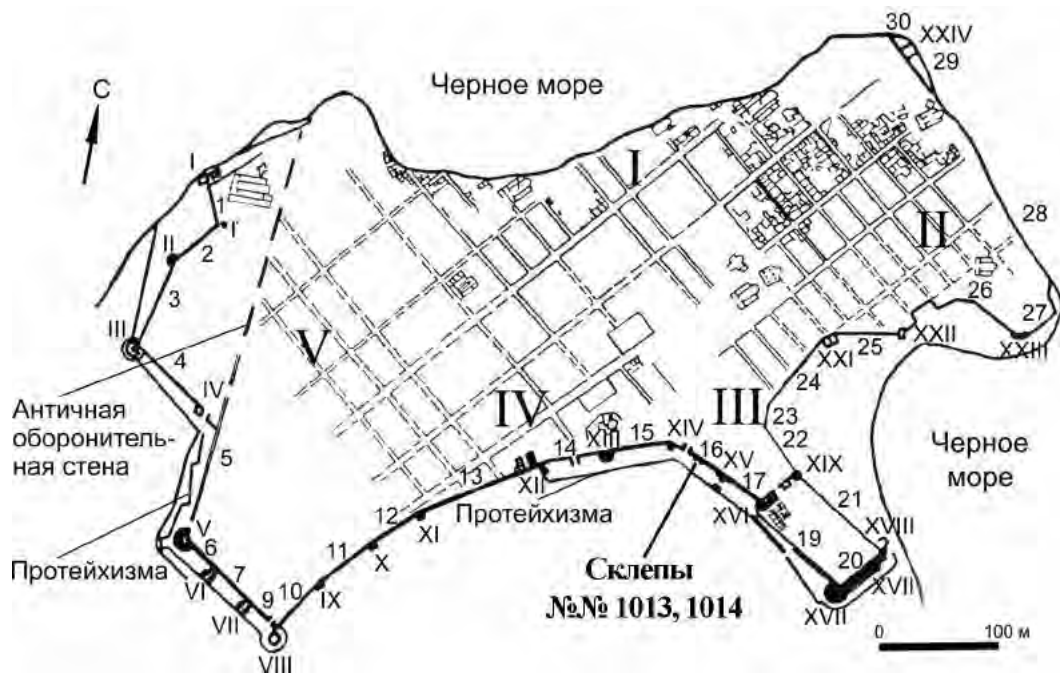 30
XXIV
29
С
Черное море
I
I
1
I'
II
2
II
28
3
26
III
27
V
XXII
25
XXIII
4
XXI
24
IV
IV
III
Античная
оборонитель-
ная стена
23
XIV
15
XIII
22
14
16
Черное
море
5
XV
XIX
13
17
XII
21
V
12
Протейхизма
XVI
XI
XVIII
6
19
11
X
Протейхизма
20
7
Склепы
№№ 1013, 1014
VI
10
IX
XVII
9
VII
XVII
0
100 м
VIII